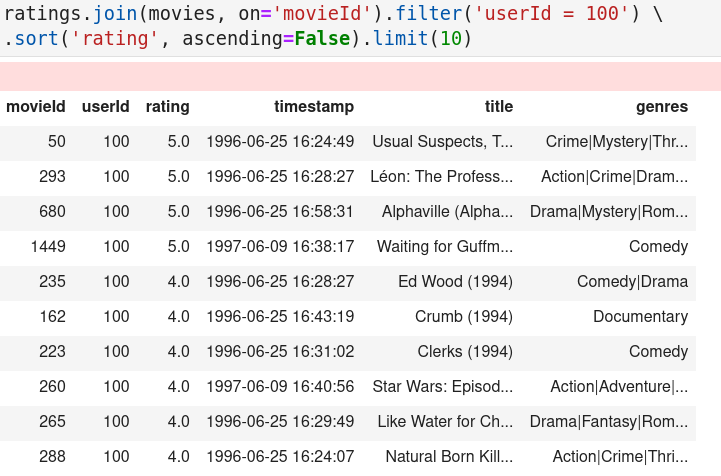 ratings.join(movies, on='movieId').filter('userId = 100') \
.sort('rating', ascending=False).limit(10)
movieId userId rating timestamp title genres
50 100 5.0 1996-06-25 16:24:49 Usual Suspects, T... Crime|Mystery|Thr...
293 100 5.0 1996-06-25 16:28:27 Léon: The Profess... Action|Crime|Dram...
680 100 5.0 1996-06-25 16:58:31 Alphaville (Alpha... Drama|Mystery|Rom...
1449 100 5.0 1997-06-09 16:38:17 Waiting for Guffm... Comedy
235 100 4.0 1996-06-25 16:28:27 Ed Wood (1994) Comedy|Drama
162 100 4.0 1996-06-25 16:43:19 Crumb (1994) Documentary
223 100 4.0 1996-06-25 16:31:02 Clerks (1994) Comedy
260 100 4.0 1997-06-09 16:40:56 Star Wars: Episod... Action|Adventure|...
265 100 4.0 1996-06-25 16:29:49 Like Water for Ch... Drama|Fantasy|Rom...
288 100 4.0 1996-06-25 16:24:07 Natural Born Kill... Action|Crime|Thri...